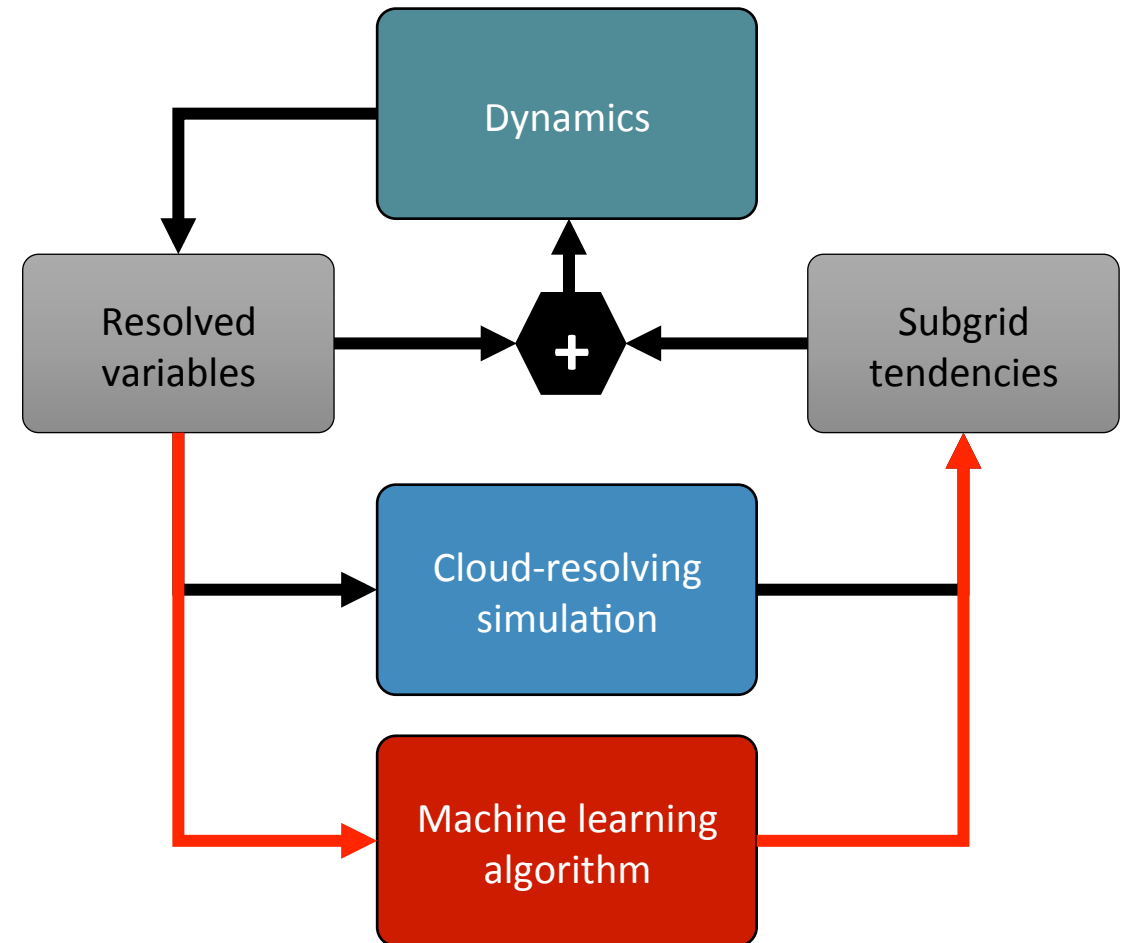 Dynamics
Resolved
variables
+
Subgrid
tendencies
Cloud-resolving
simulation
Machine learning
algorithm